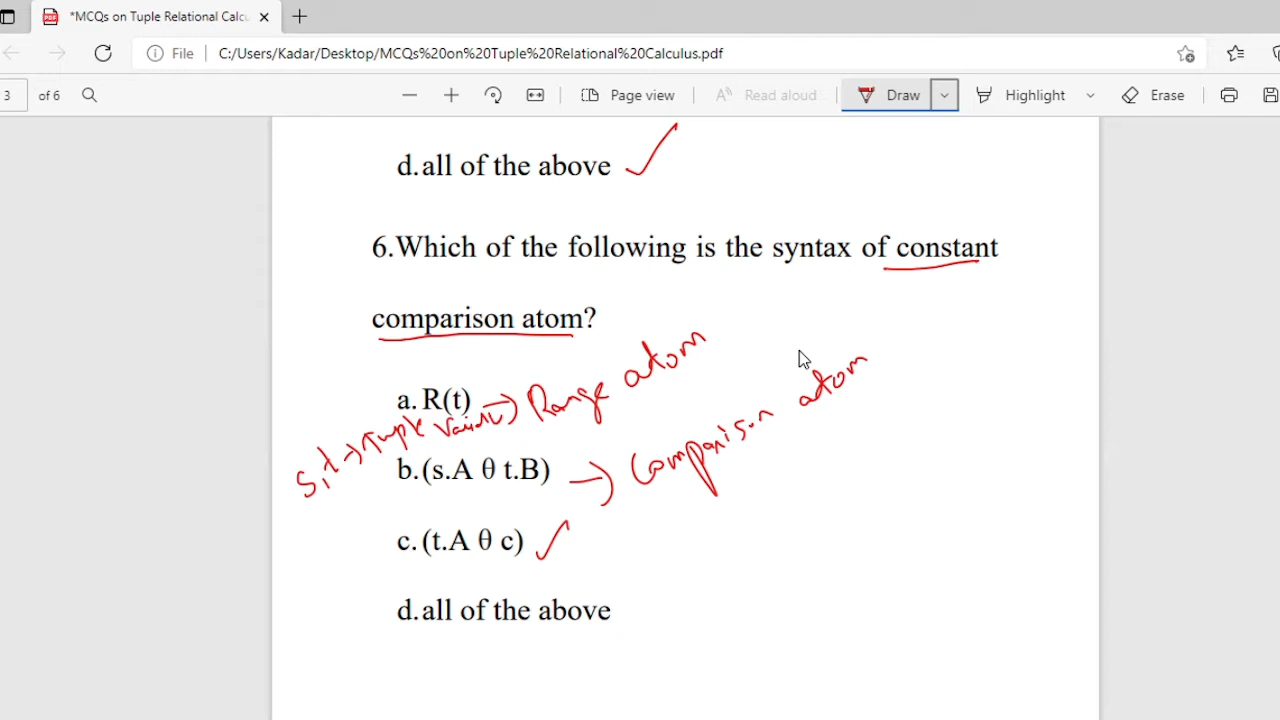 *MCQs on Tuple Relational Calcu
File C:/Users/Kadar/Desktop/MCQs%20on%20Tuple%20Relational%20Calculus.pdf
3 of 6 Page view Read aloud Draw Highlight Erase
d. all of the above
6.Which of the following is the syntax of constant
comparison atom?
a. R(t) → Range atom
s,t → Tuple
b. (s.A θ t.B) → Comparison atom
c. (t.A θ c)
d. all of the above